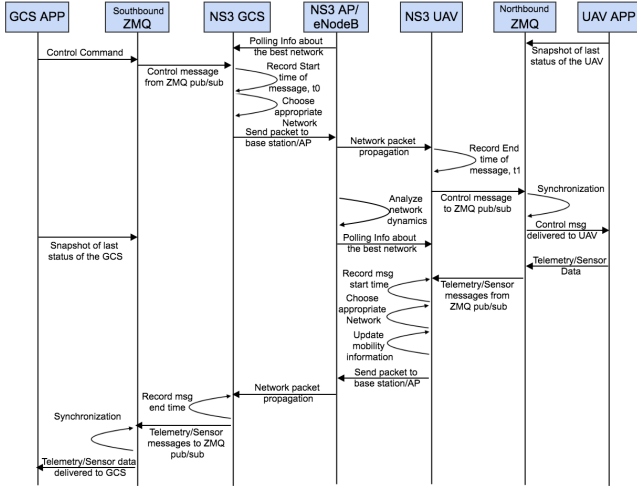 GCS APP
Southbound
ZMQ
NS3 GCS
NS3 AP/
eNodeB
NS3 UAV
Northbound
ZMQ
UAV APP
Polling Info about
the best network
Snapshot of last
status of the UAV
Control Command
Control message
from ZMQ pub/sub
Record Start
time of
message, t0
Choose
appropriate
Network
Send packet to
base station/AP
Network packet
propagation
Record End
time of
message, t1
Analyze
network
dynamics
Control message
to ZMQ pub/sub
Synchronization
Control msg
delivered to UAV
Snapshot of last
status of the GCS
Polling Info about
the best network
Telemetry/Sensor
Data
Record msg
start time
Telemetry/Sensor
messages from
ZMQ pub/sub
Choose
appropriate
Network
Update
mobility
information
Send packet to
base station/AP
Network packet
propagation
Record msg
end time
Synchronization
Telemetry/Sensor
messages to ZMQ
pub/sub
Telemetry/Sensor data
delivered to GCS